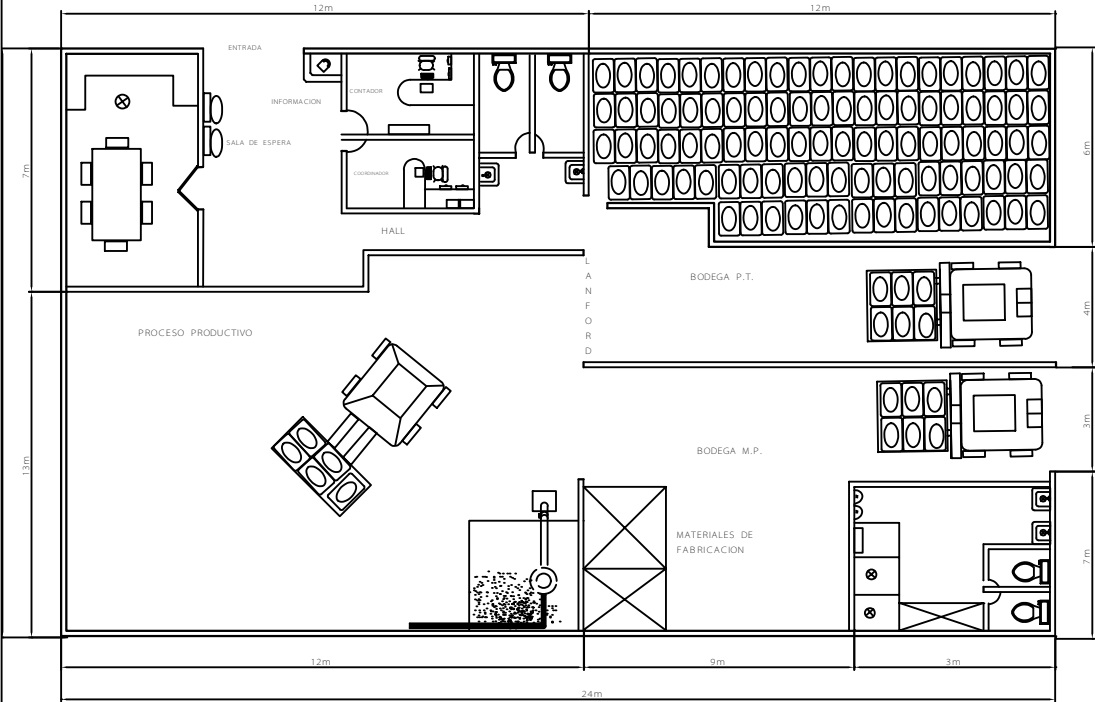 12m
12m
ENTRADA
INFORMACION
CONTADOR
SALA DE ESPERA
COORDINADOR
7m
6m
HALL
L
A
N
F
O
R
D
BODEGA P.T.
4m
PROCESO PRODUCTIVO
3m
BODEGA M.P.
13m
MATERIALES DE
FABRICACION
7m
12m
9m
3m
24m